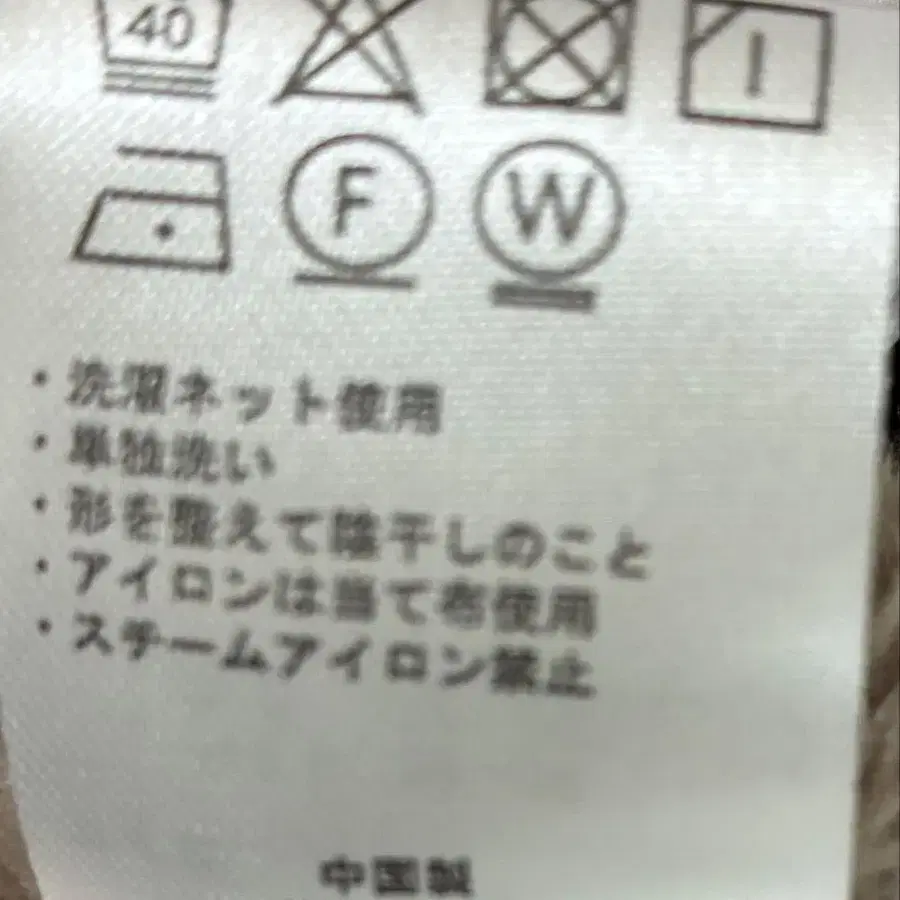 40
F W
・洗濯ネット使用
・単独洗い
・形を整えて陰干しのこと
・アイロンは当て布使用
・スチームアイロン禁止
中国製